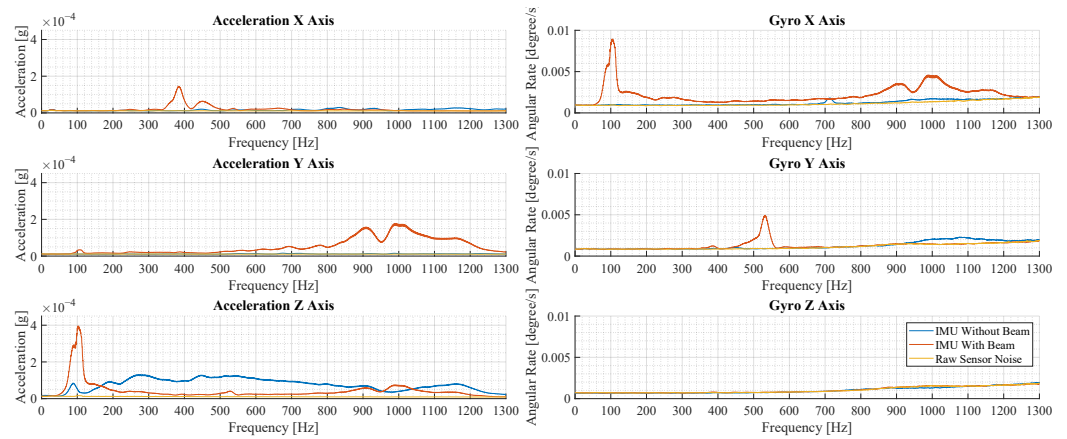 Acceleration X Axis
×10⁻⁴
4
2
0
Acceleration [g]
0 100 200 300 400 500 600 700 800 900 1000 1100 1200 1300
Frequency [Hz]
Gyro X Axis
0.01
0.005
0
Angular Rate [degree/s
0 100 200 300 400 500 600 700 800 900 1000 1100 1200 1300
Frequency [Hz]
Acceleration Y Axis
×10⁻⁴
4
2
0
Acceleration [g]
0 100 200 300 400 500 600 700 800 900 1000 1100 1200 1300
Frequency [Hz]
Gyro Y Axis
0.01
0.005
0
Angular Rate [degree/s]
0 100 200 300 400 500 600 700 800 900 1000 1100 1200 1300
Frequency [Hz]
Acceleration Z Axis
×10⁻⁴
4
2
0
Acceleration [g]
0 100 200 300 400 500 600 700 800 900 1000 1100 1200 1300
Frequency [Hz]
Gyro Z Axis
0.01
0.005
0
Angular Rate [degree/s]
IMU Without Beam
IMU With Beam
Raw Sensor Noise
0 100 200 300 400 500 600 700 800 900 1000 1100 1200 1300
Frequency [Hz]